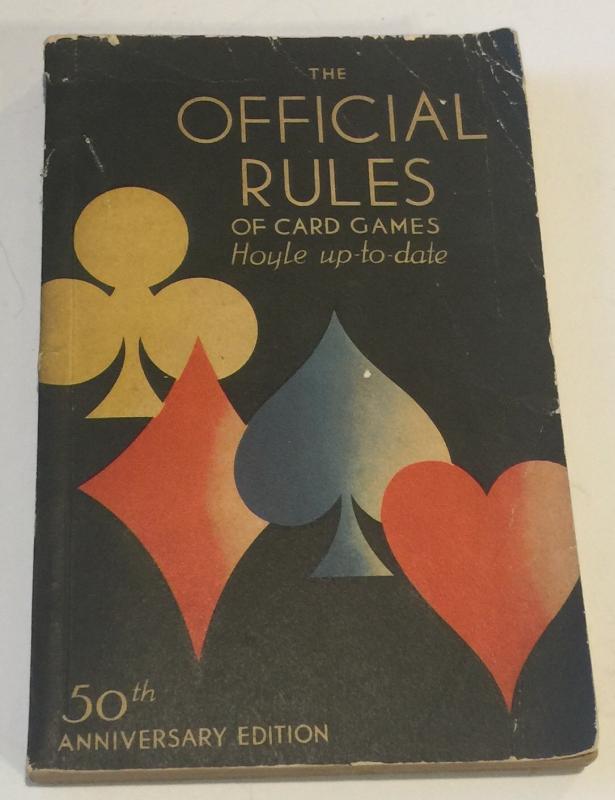 THE
OFFICIAL
RULES
OF CARD GAMES
Hoyle up-to-date
50th
ANNIVERSARY EDITION